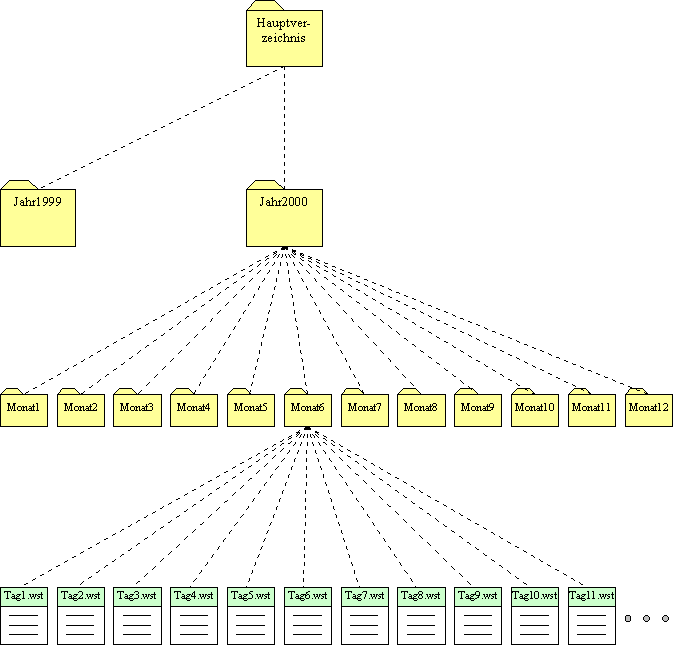 Hauptver-
zeichnis
Jahr1999
Jahr2000
Monat1
Monat2
Monat3
Monat4
Monat5
Monat6
Monat7
Monat8
Monat9
Monat10
Monat11
Monat12
Tag1.wst
Tag2.wst
Tag3.wst
Tag4.wst
Tag5.wst
Tag6.wst
Tag7.wst
Tag8.wst
Tag9.wst
Tag10.wst
Tag11.wst